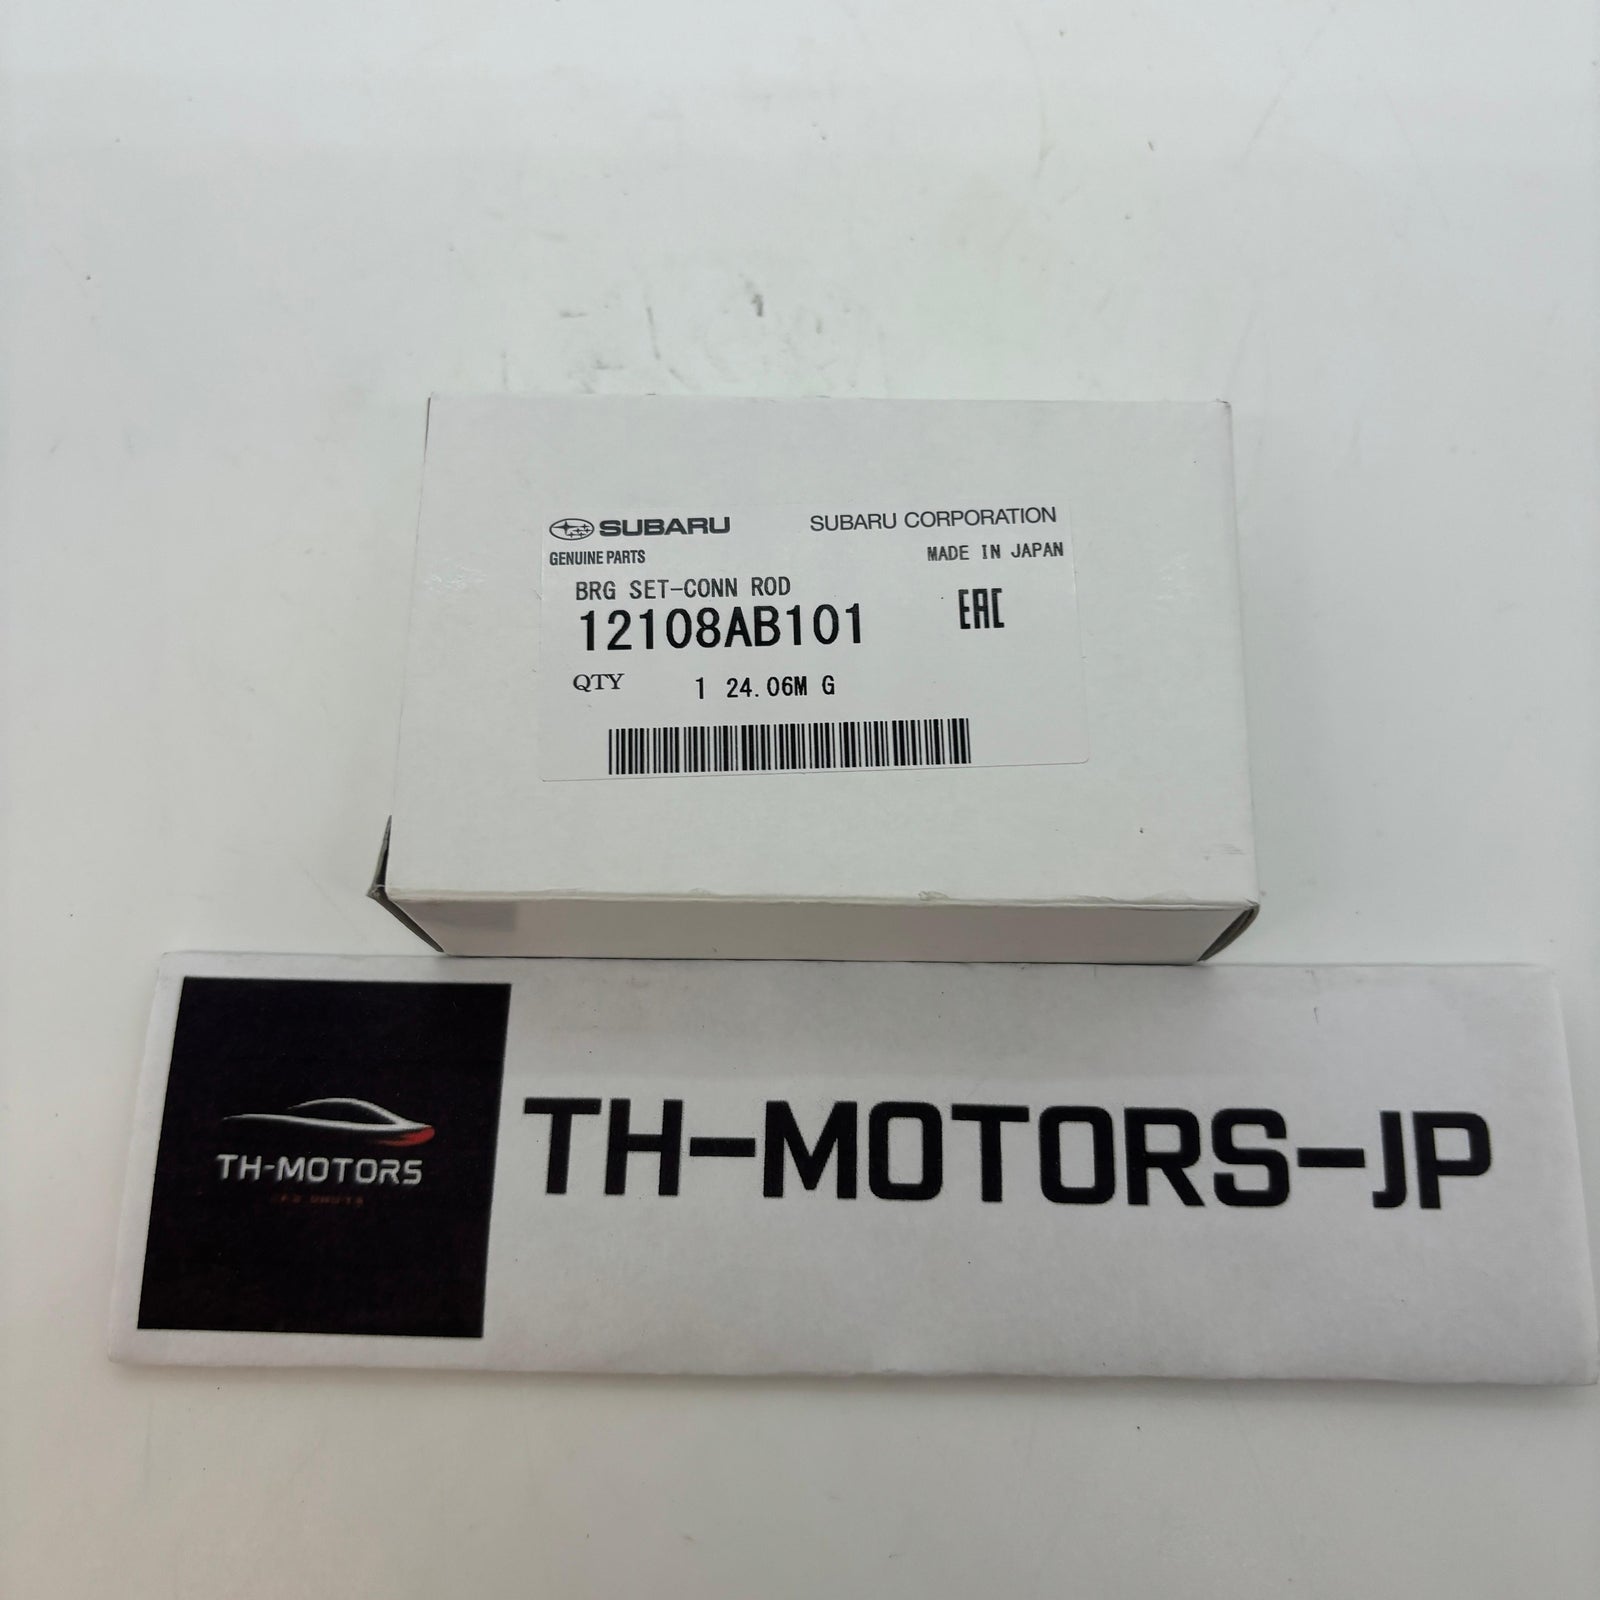 SUBARU
SUBARU CORPORATION
GENUINE PARTS
MADE IN JAPAN
BRG SET-CONN ROD
12108AB101
EAC
QTY 1 24.06M G
TH-MOTORS
TH-MOTORS-JP